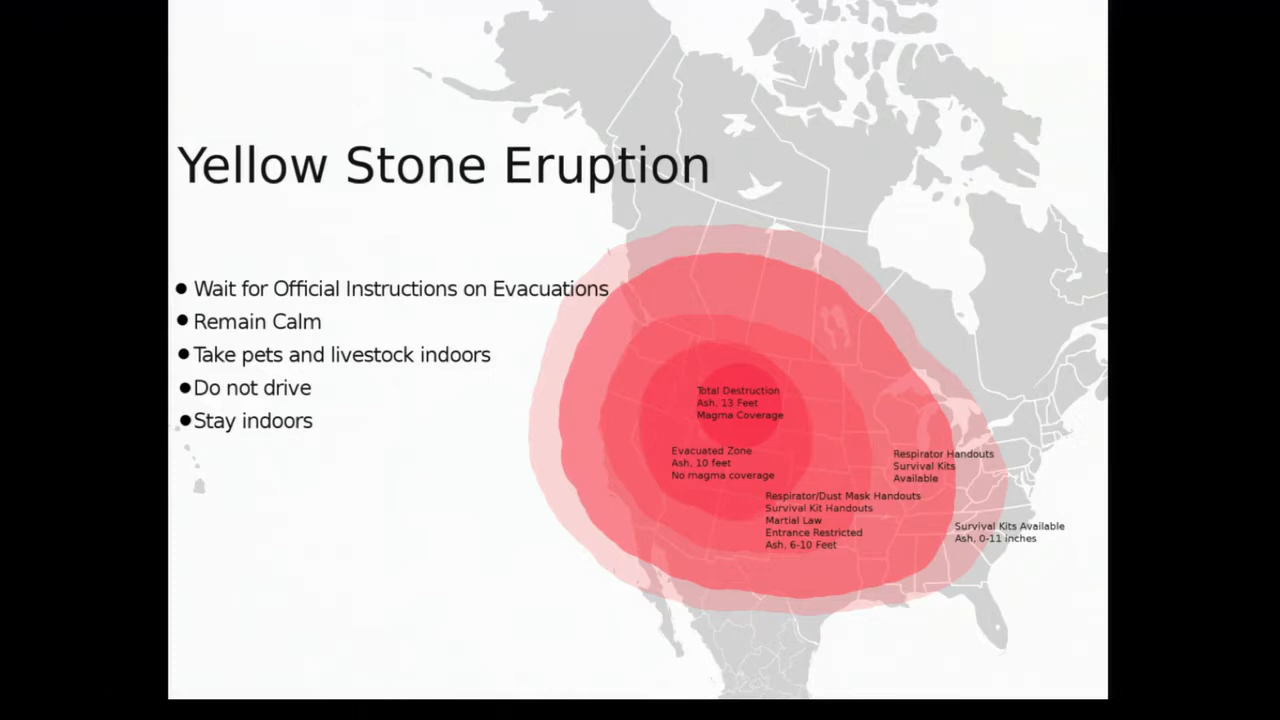 Yellow Stone Eruption
● Wait for Official Instructions on Evacuations
● Remain Calm
● Take pets and livestock indoors
● Do not drive
● Stay indoors
Total Destruction
Ash, 13 Feet
Magma Coverage
Evacuated Zone
Ash, 10 feet
No magma coverage
Respirator/Dust Mask Handouts
Survival Kit Handouts
Martial Law
Entrance Restricted
Ash, 6-10 Feet
Respirator Handouts
Survival Kits
Available
Survival Kits Available
Ash, 0-11 inches